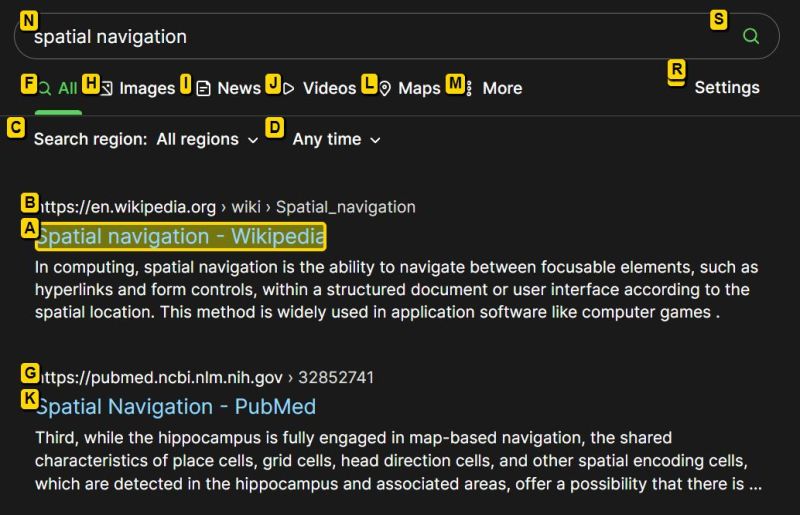 N S
spatial navigation
F All H Images I News J Videos L Maps M More R Settings
C Search region: All regions D Any time
B https://en.wikipedia.org › wiki › Spatial_navigation
A Spatial navigation - Wikipedia
In computing, spatial navigation is the ability to navigate between focusable elements, such as
hyperlinks and form controls, within a structured document or user interface according to the
spatial location. This method is widely used in application software like computer games .
G https://pubmed.ncbi.nlm.nih.gov › 32852741
K Spatial Navigation - PubMed
Third, while the hippocampus is fully engaged in map-based navigation, the shared
characteristics of place cells, grid cells, head direction cells, and other spatial encoding cells,
which are detected in the hippocampus and associated areas, offer a possibility that there is ...